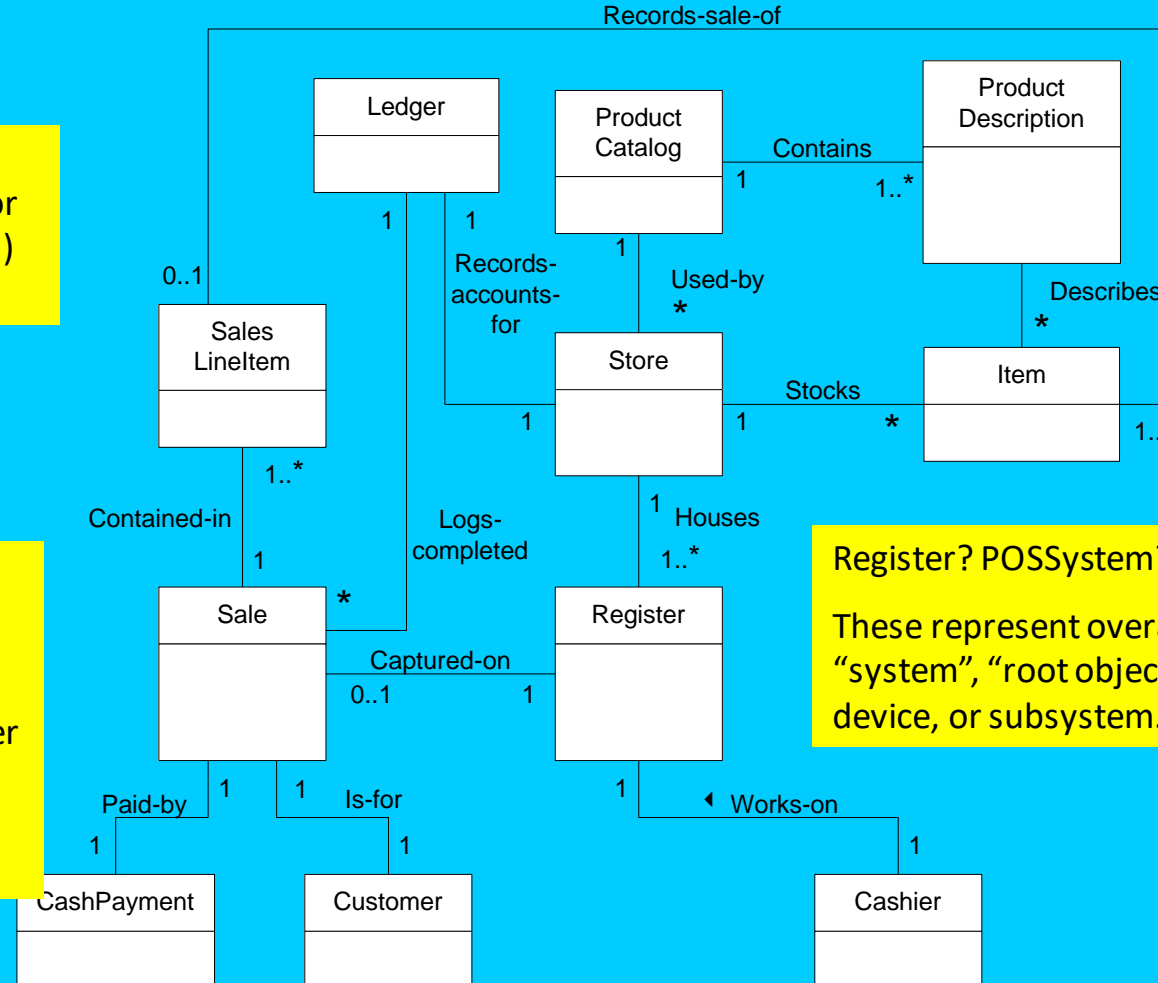 Records-sale-of
Ledger
Product
Catalog
Product
Description
Contains
1
1..*
or
)
1
1
1
Records-
accounts-
for
Used-by
*
Describes
*
0..1
Sales
LineItem
Store
Item
Stocks
1
1
*
1..
1..*
Contained-in
1
Logs-
completed
*
1
Houses
1..*
Register? POSSystem?
These represent overa
“system”, “root objec
device, or subsystem.
Sale
Register
Captured-on
0..1
1
er
Paid-by
1
1
Is-for
1
Works-on
1
1
1
CashPayment
Customer
Cashier